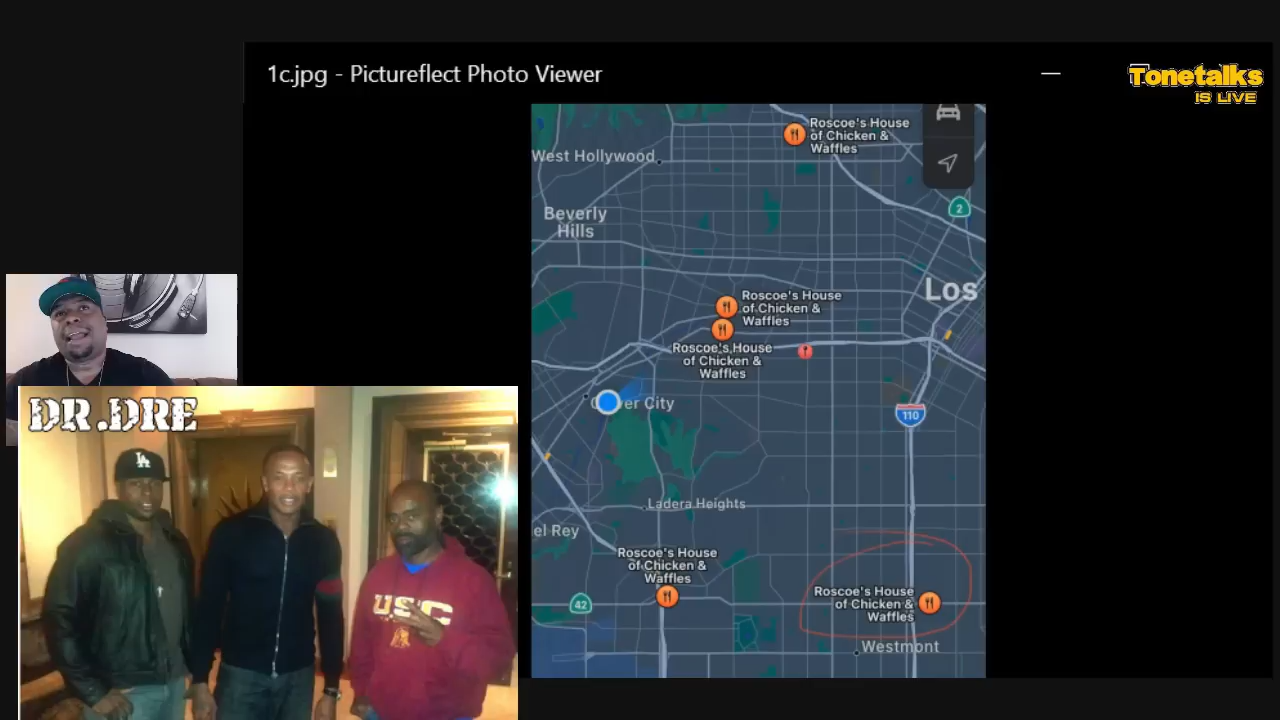 1c.jpg - Pictureflect Photo Viewer
Tonetalks
IS LIVE
Roscoe's House
of Chicken &
Waffles
West Hollywood
Beverly
Hills
2
Los
Roscoe's House
of Chicken &
Waffles
Roscoe's House
of Chicken &
Waffles
ver City
110
DR.DRE
LA
Ladera Heights
el Rey
Roscoe's House
of Chicken &
Waffles
42
Roscoe's House
of Chicken &
Waffles
Westmont
USC